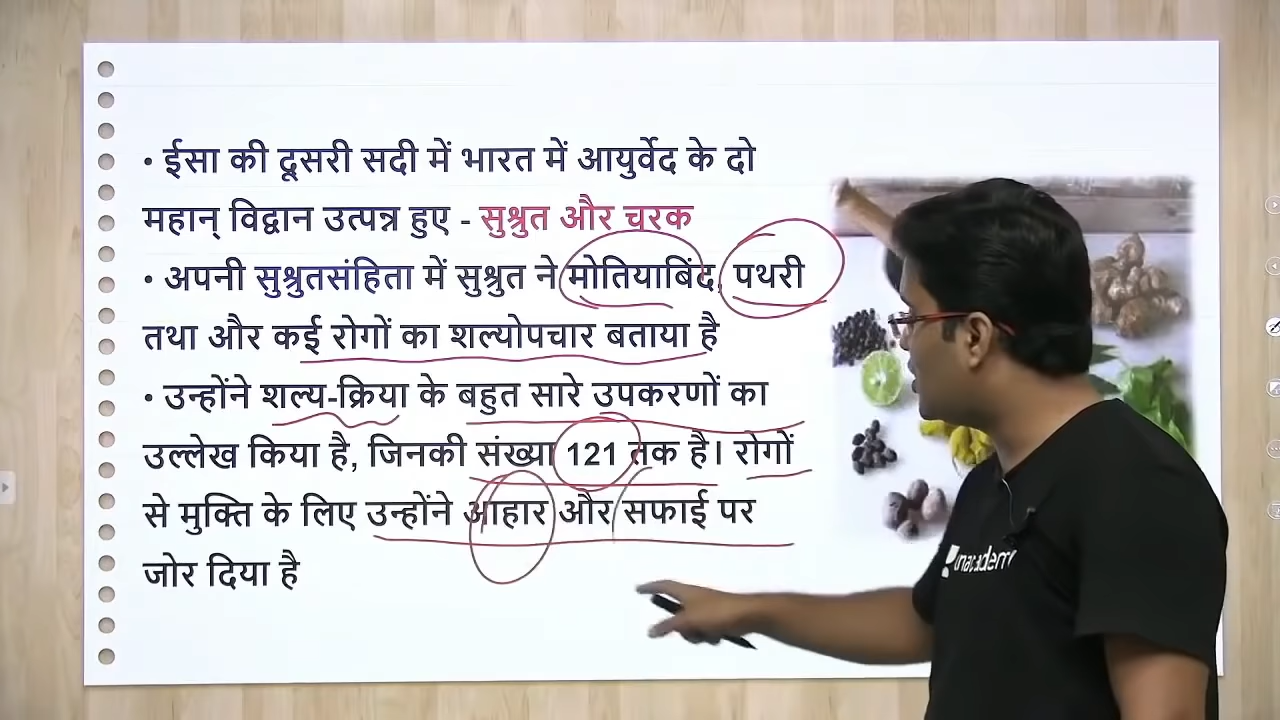 • ईसा की दूसरी सदी में भारत में आयुर्वेद के दो
महान् विद्वान उत्पन्न हुए - सुश्रुत और चरक
• अपनी सुश्रुतसंहिता में सुश्रुत ने मोतियाबिंद, पथरी
तथा और कई रोगों का शल्योपचार बताया है
• उन्होंने शल्य-क्रिया के बहुत सारे उपकरणों का
उल्लेख किया है, जिनकी संख्या 121 तक है। रोगों
से मुक्ति के लिए उन्होंने आहार और सफाई पर
जोर दिया है
unacademy